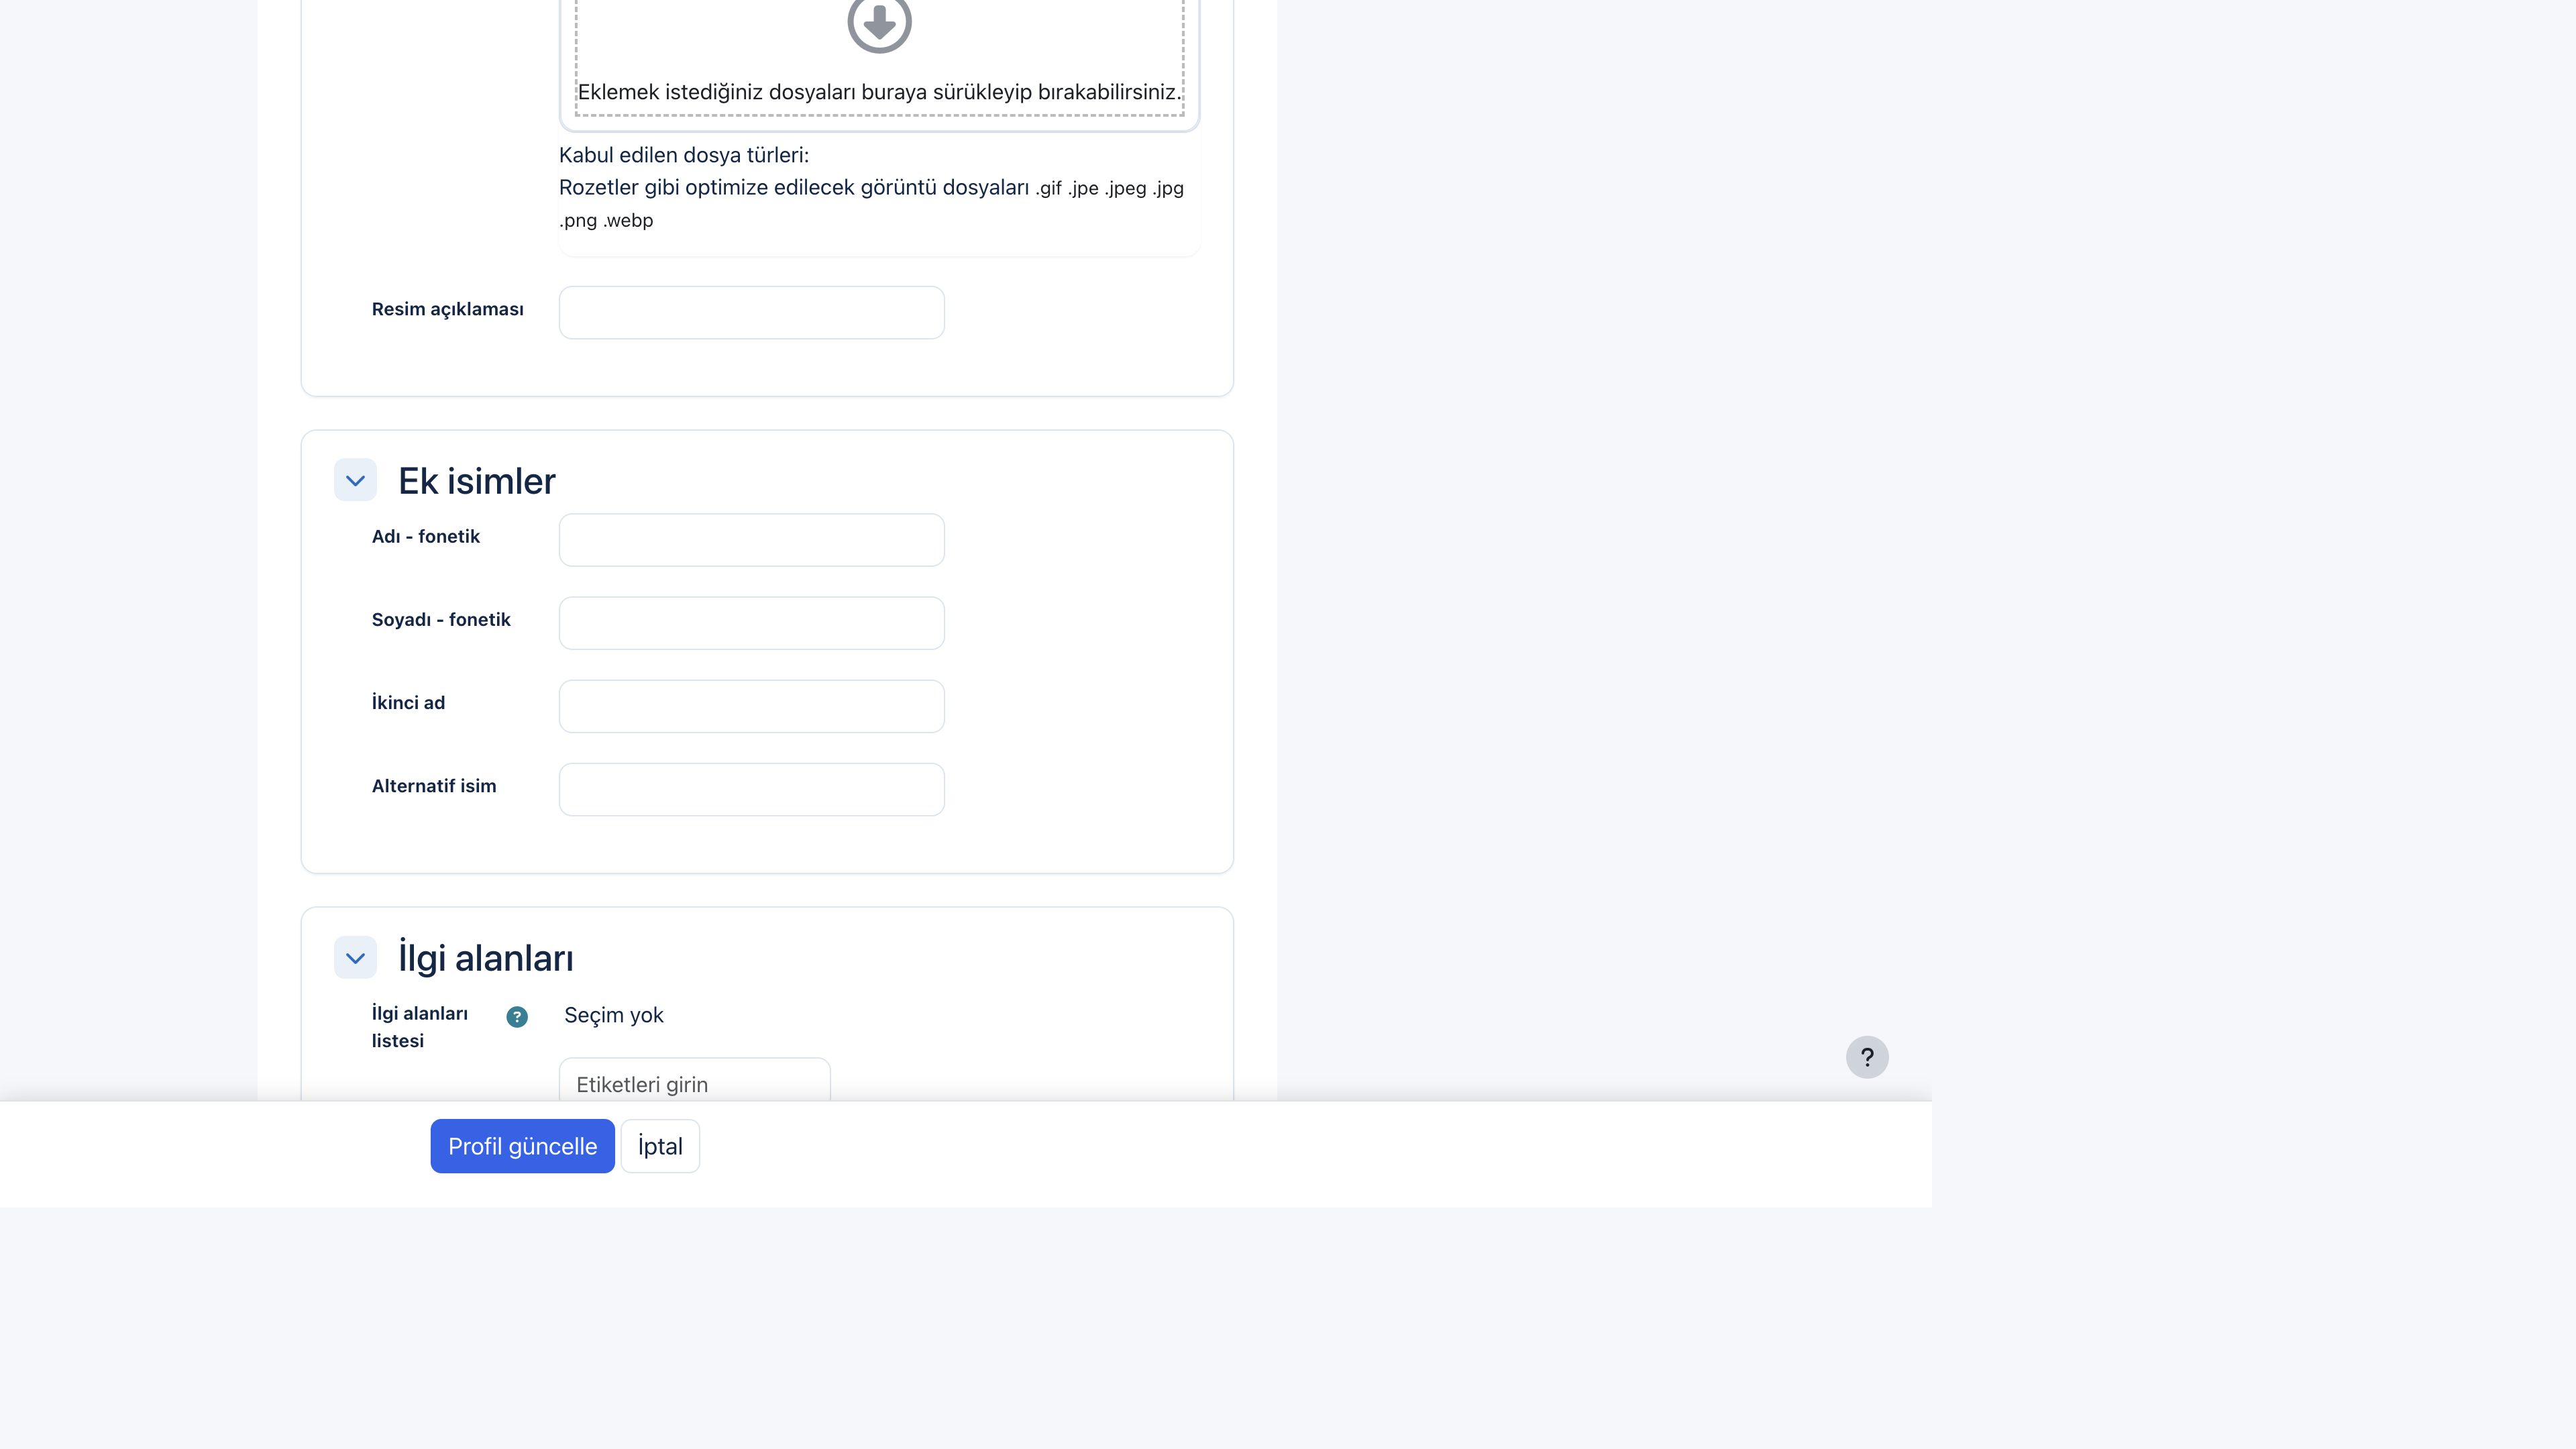 Eklemek istediğiniz dosyaları buraya sürükleyip bırakabilirsiniz.
Kabul edilen dosya türleri:
Rozetler gibi optimize edilecek görüntü dosyaları .gif .jpe .jpeg .jpg
.png .webp
Resim açıklaması
Ek isimler
Adı - fonetik
Soyadı - fonetik
İkinci ad
Alternatif isim
İlgi alanları
İlgi alanları
listesi
?
Seçim yok
Etiketleri girin
?
Profil güncelle
İptal